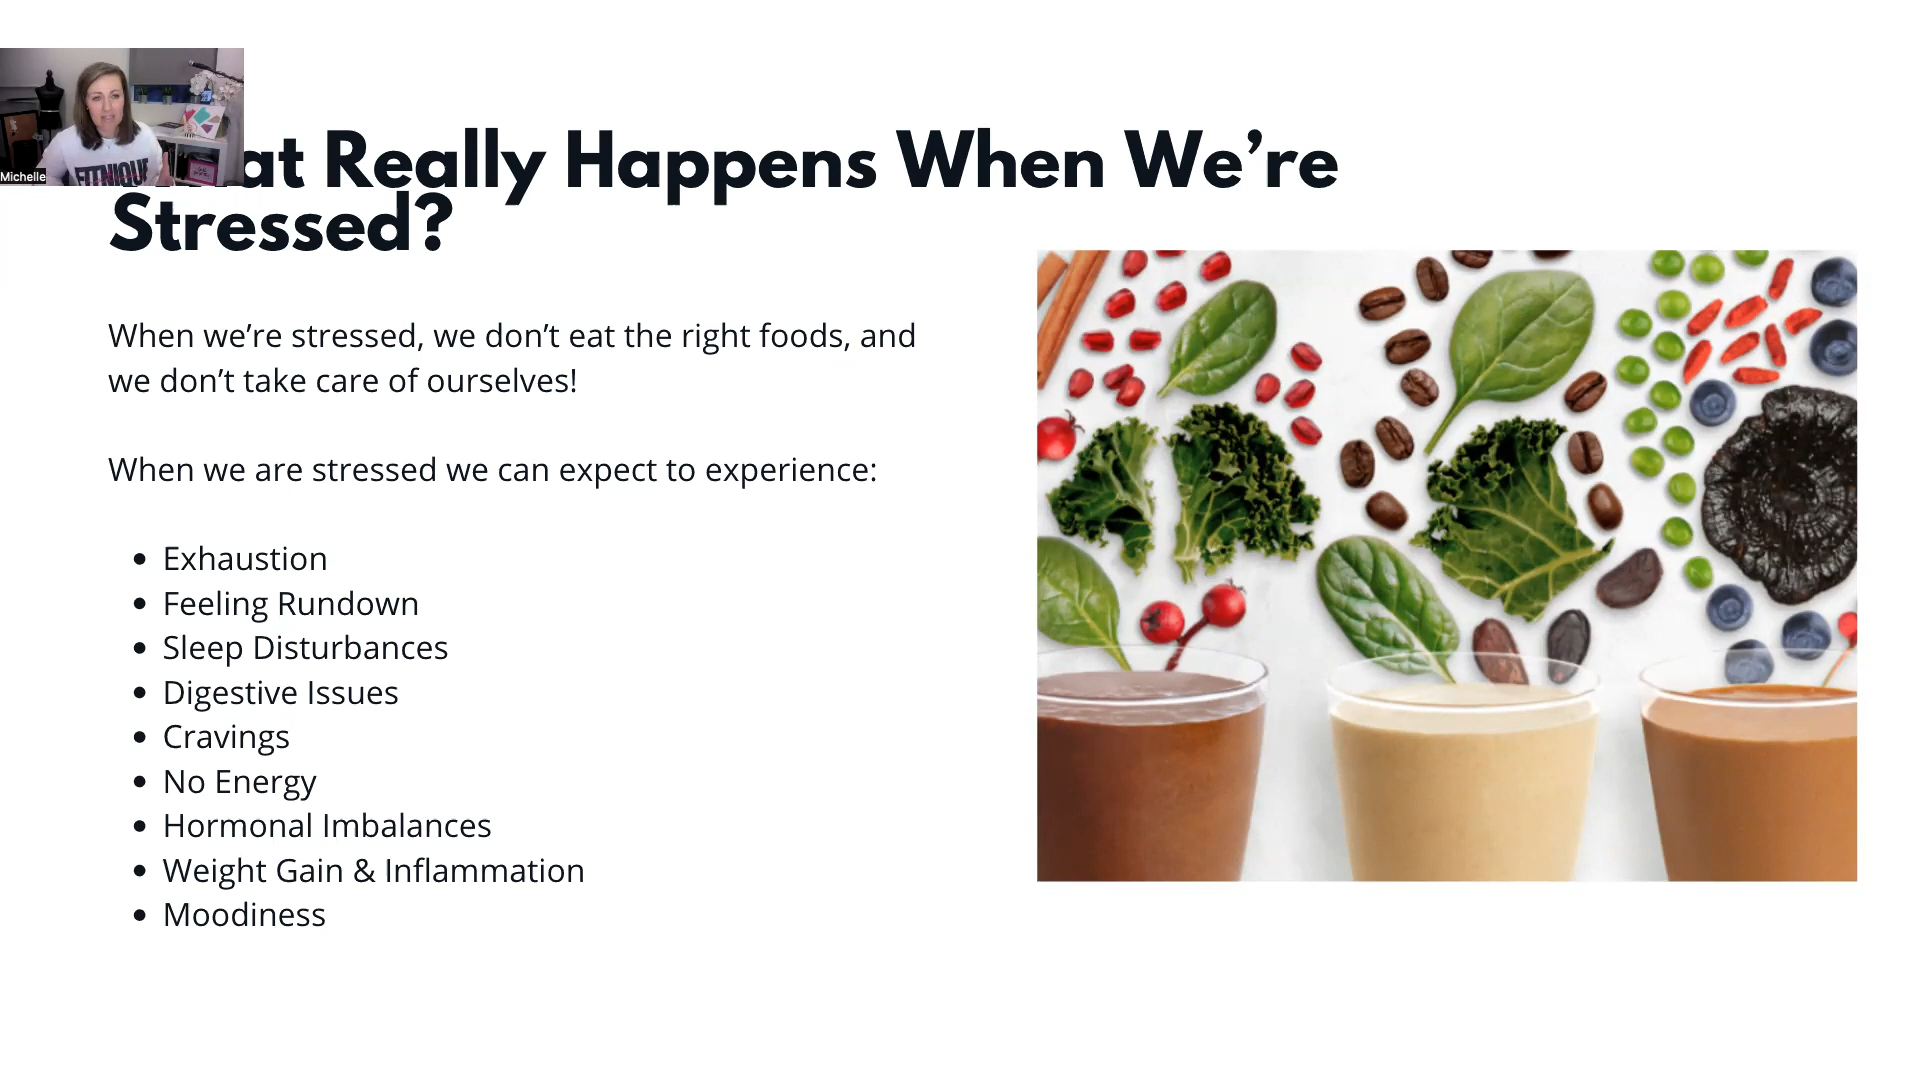 Michelle
FITNIQUE
at Really Happens When We’re
Stressed?
When we’re stressed, we don’t eat the right foods, and
we don’t take care of ourselves!
When we are stressed we can expect to experience:
• Exhaustion
• Feeling Rundown
• Sleep Disturbances
• Digestive Issues
• Cravings
• No Energy
• Hormonal Imbalances
• Weight Gain & Inflammation
• Moodiness